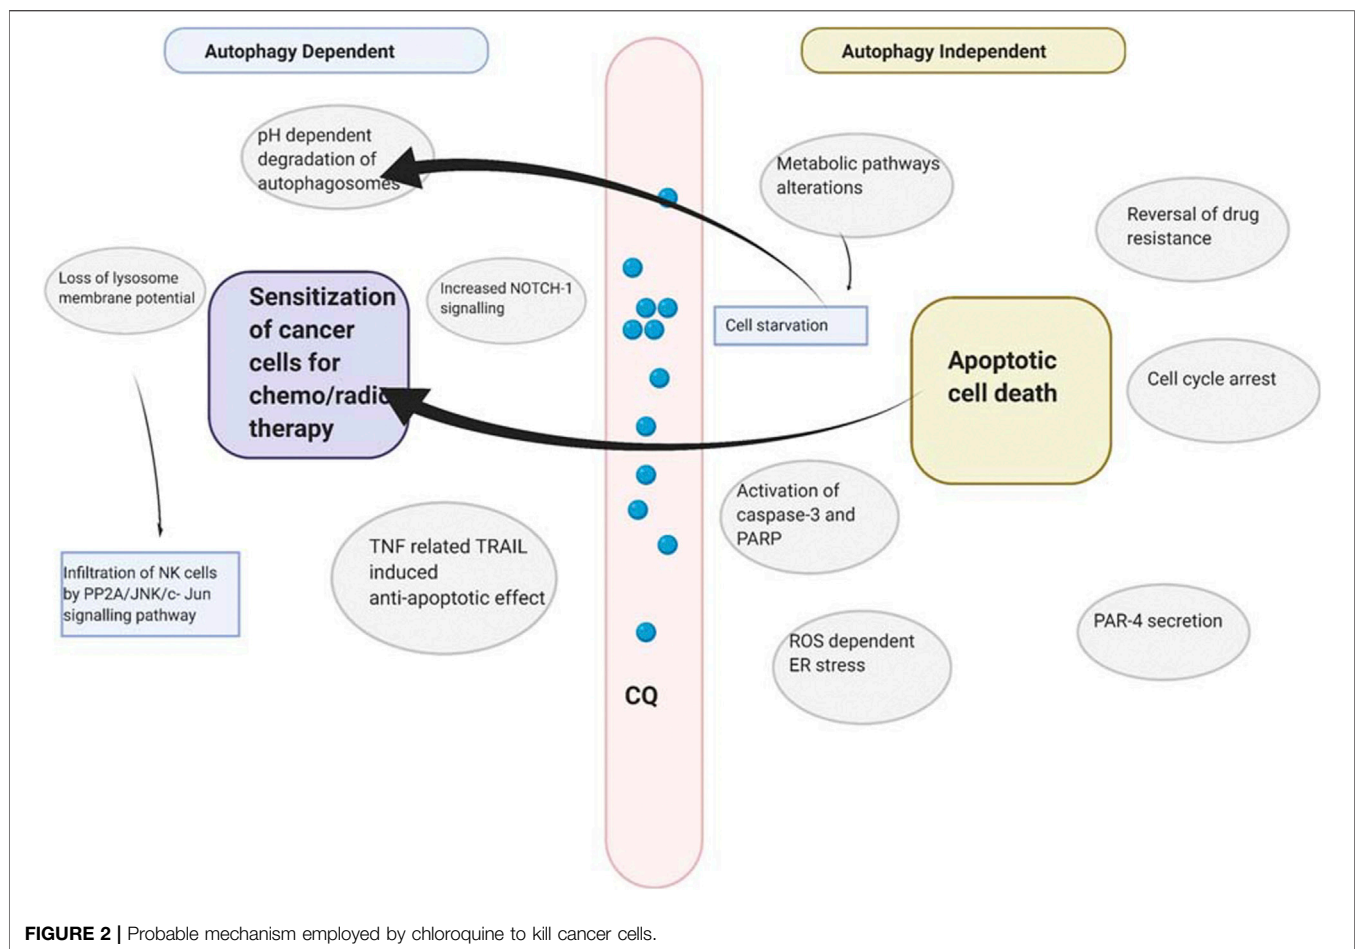 Autophagy Dependent
Autophagy Independent
pH dependent
degradation of
autophagosomes
Metabolic pathways
alterations
Reversal of drug
resistance
Loss of lysosome
membrane potential
Sensitization
of cancer
cells for
chemo/radio
therapy
Increased NOTCH-1
signalling
Cell starvation
Apoptotic
cell death
Cell cycle arrest
Activation of
caspase-3 and
PARP
TNF related TRAIL
induced
anti-apoptotic effect
Infiltration of NK cells
by PP2A/JNK/c- Jun
signalling pathway
ROS dependent
ER stress
PAR-4 secretion
CQ
FIGURE 2 | Probable mechanism employed by chloroquine to kill cancer cells.